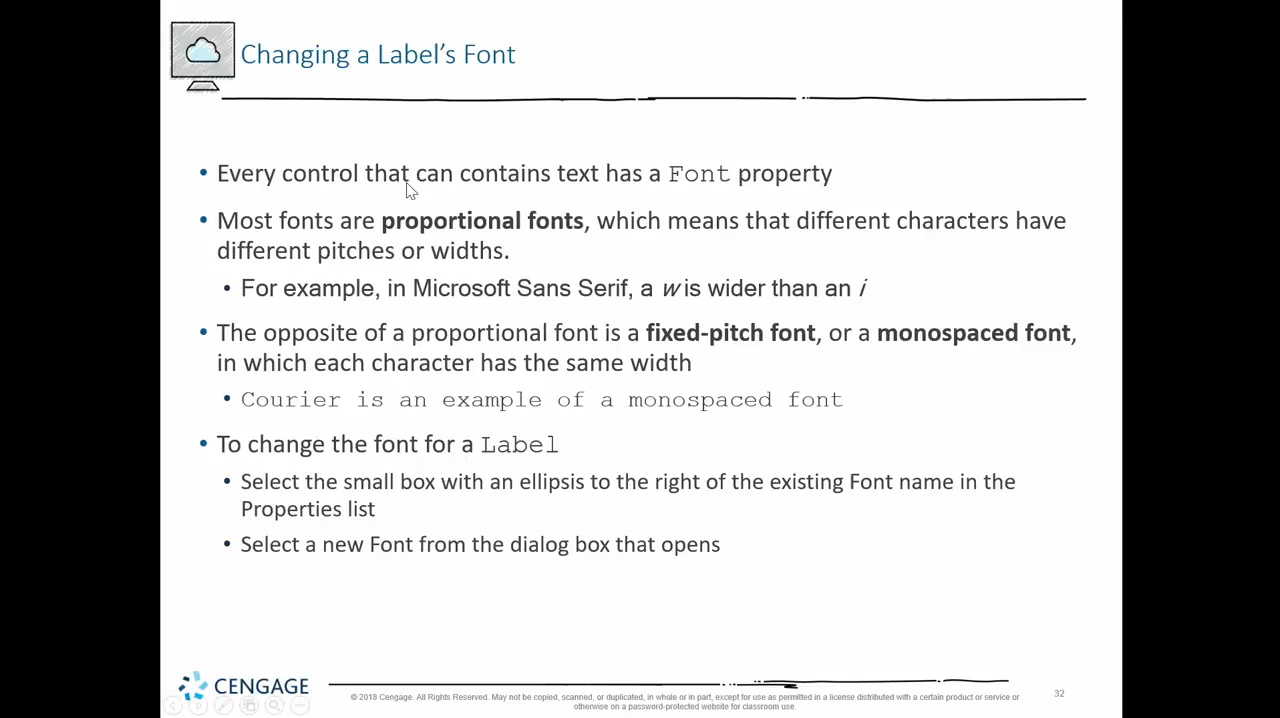 Changing a Label's Font
• Every control that can contains text has a Font property
• Most fonts are proportional fonts, which means that different characters have
different pitches or widths.
• For example, in Microsoft Sans Serif, a w is wider than an i
• The opposite of a proportional font is a fixed-pitch font, or a monospaced font,
in which each character has the same width
• Courier is an example of a monospaced font
• To change the font for a Label
• Select the small box with an ellipsis to the right of the existing Font name in the
Properties list
• Select a new Font from the dialog box that opens
CENGAGE
© 2018 Cengage. All Rights Reserved. May not be copied, scanned, or duplicated, in whole or in part, except for use as permitted in a license distributed with a certain product or service or
otherwise on a password-protected website for classroom use.
32